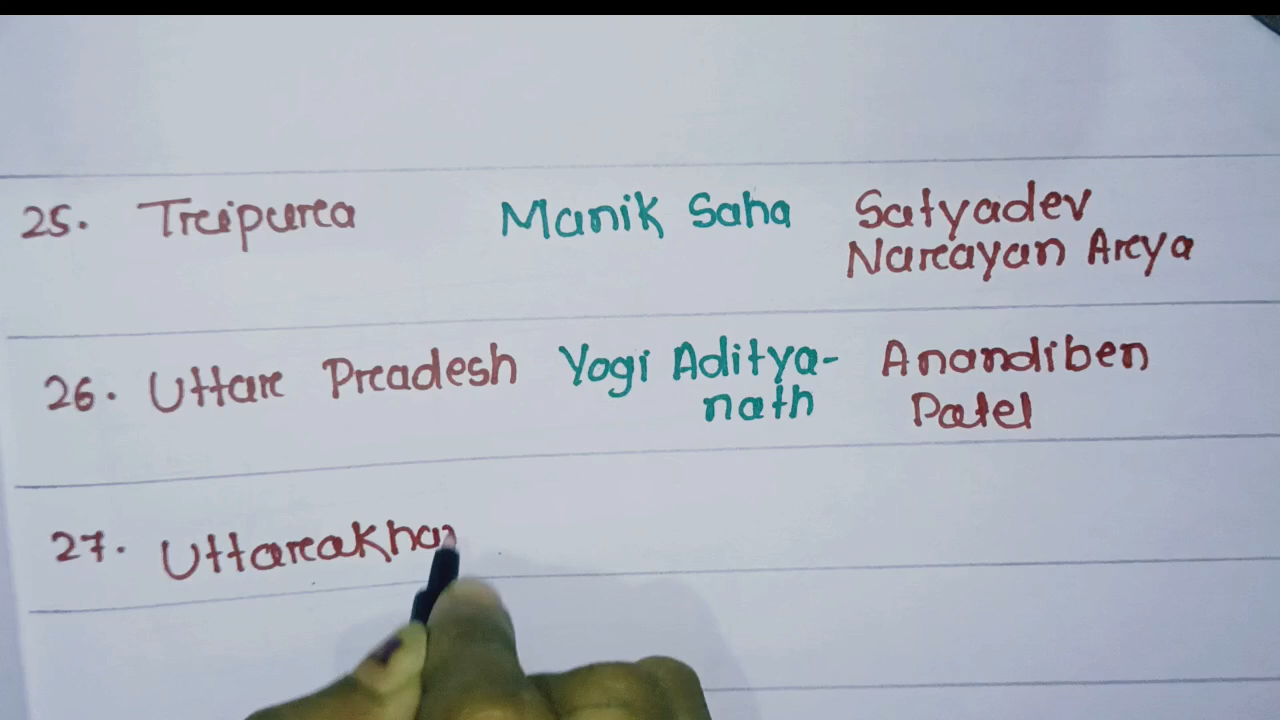 25. Tripura Manik Saha Satyadev
Narayan Arya
26. Uttar Pradesh Yogi Aditya- Anandiben
nath Patel
27. Uttarakha